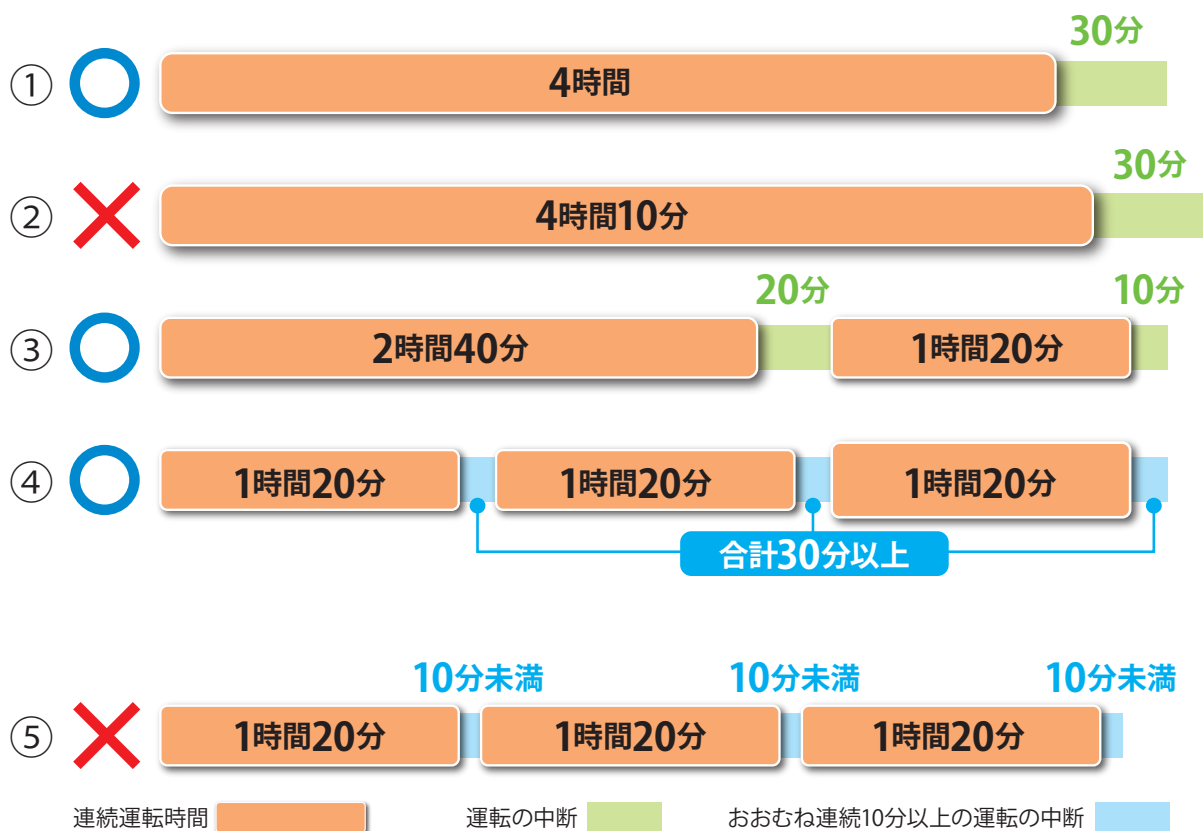 30分
① 4時間
30分
② 4時間10分
20分 10分
③ 2時間40分 1時間20分
④ 1時間20分 1時間20分 1時間20分
合計30分以上
10分未満 10分未満 10分未満
⑤ 1時間20分 1時間20分 1時間20分
連続運転時間 運転の中断 おおむね連続10分以上の運転の中断